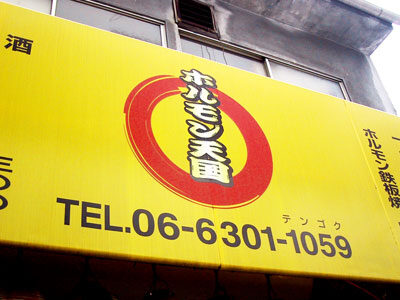 酒
ホルモン天国
テンゴク
TEL.06-6301-1059
ホルモン鉄板焼